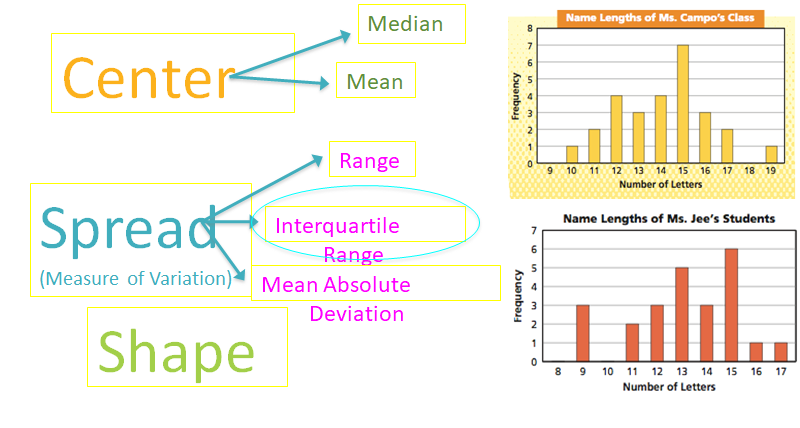 Center
Median
Mean
Spread
(Measure of Variation)
Range
Interquartile
Range
Mean Absolute
Deviation
Shape
Name Lengths of Ms. Campo's Class
Frequency
8
7
6
5
4
3
2
1
0
9 10 11 12 13 14 15 16 17 18 19
Number of Letters
Name Lengths of Ms. Jee's Students
Frequency
7
6
5
4
3
2
1
0
8 9 10 11 12 13 14 15 16 17
Number of Letters